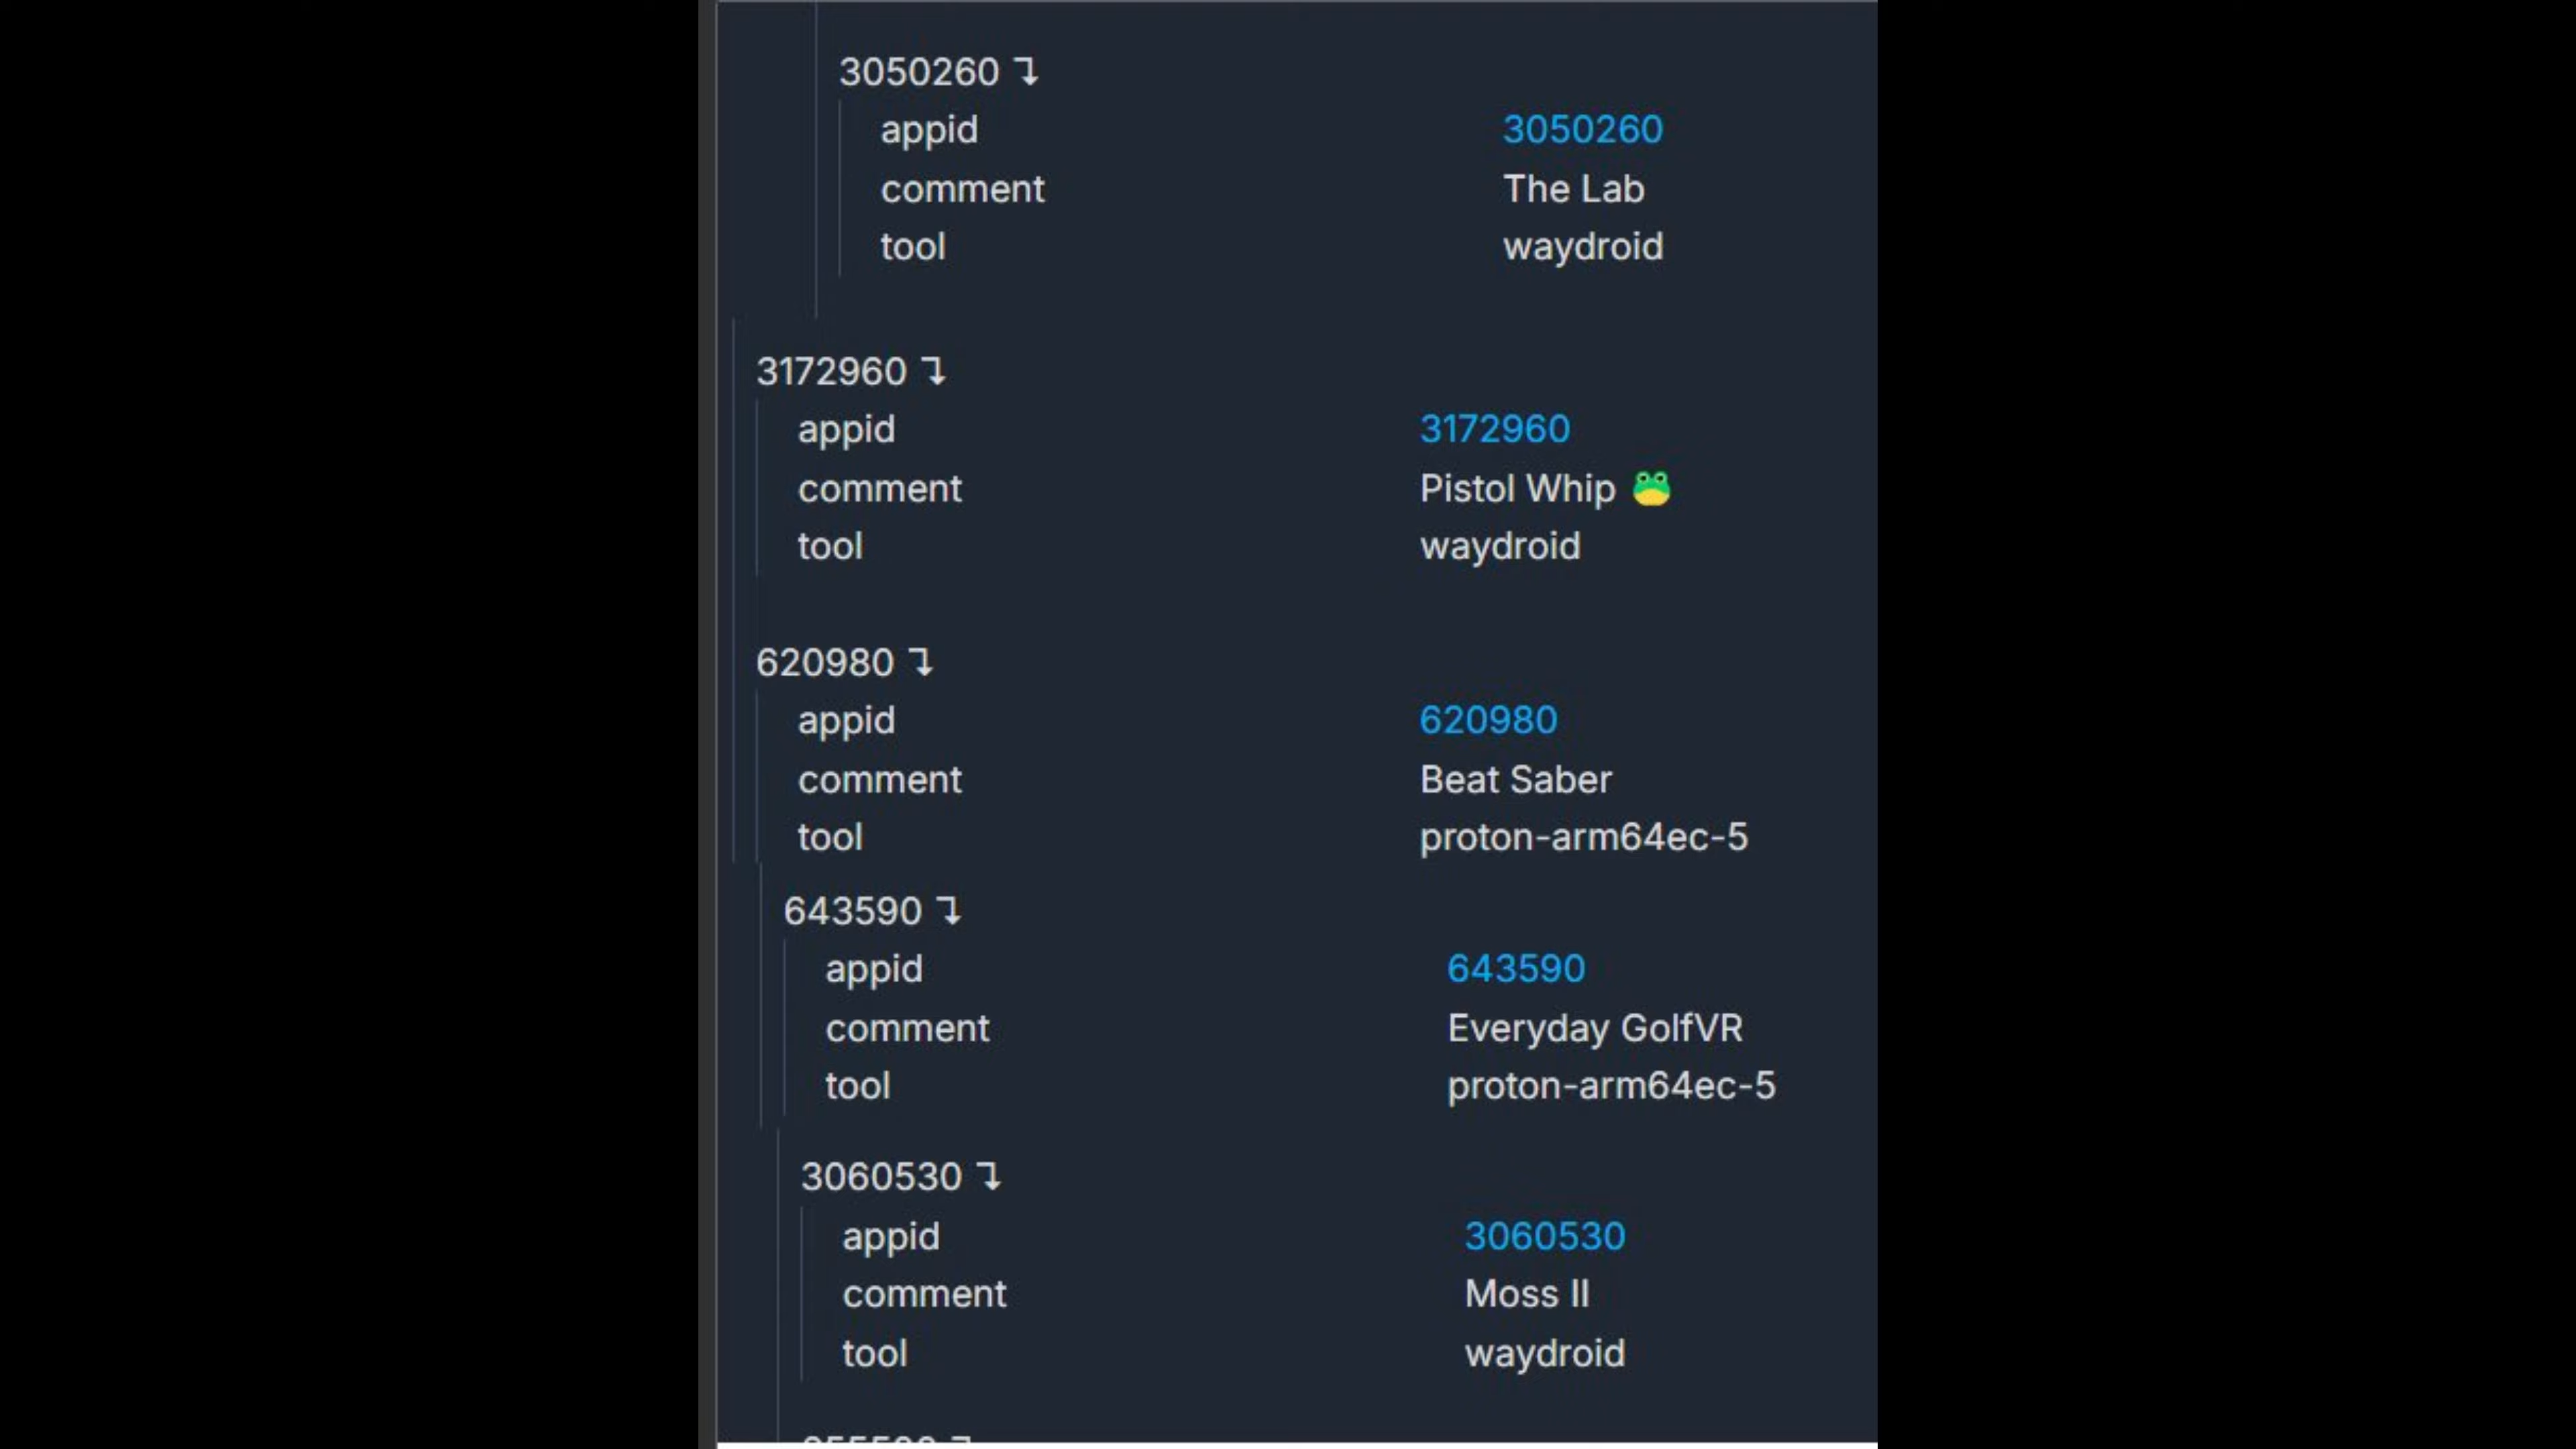 3050260 ↴
appid 3050260
comment The Lab
tool waydroid
3172960 ↴
appid 3172960
comment Pistol Whip 🐸
tool waydroid
620980 ↴
appid 620980
comment Beat Saber
tool proton-arm64ec-5
643590 ↴
appid 643590
comment Everyday GolfVR
tool proton-arm64ec-5
3060530 ↴
appid 3060530
comment Moss II
tool waydroid